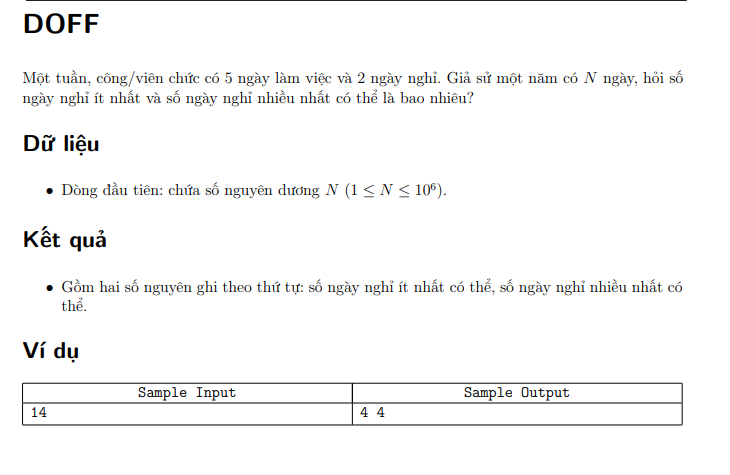 DOFF
Một tuần, công/viên chức có 5 ngày làm việc và 2 ngày nghỉ. Giả sử một năm có N ngày, hỏi số
ngày nghỉ ít nhất và số ngày nghỉ nhiều nhất có thể là bao nhiêu?
Dữ liệu
• Dòng đầu tiên: chứa số nguyên dương N (1 ≤ N ≤ 10⁶).
Kết quả
• Gồm hai số nguyên ghi theo thứ tự: số ngày nghỉ ít nhất có thể, số ngày nghỉ nhiều nhất có
thể.
Ví dụ
Sample Input Sample Output
14 4 4